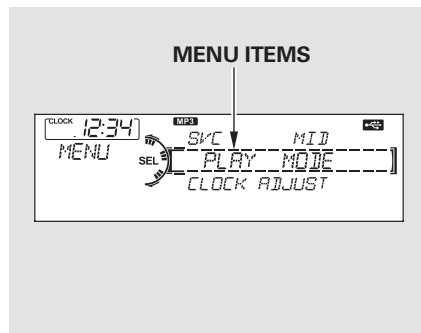 MENU ITEMS
CLOCK 12:34
MP3
MENU
SEL
SVC MID
PLAY MODE
CLOCK ADJUST